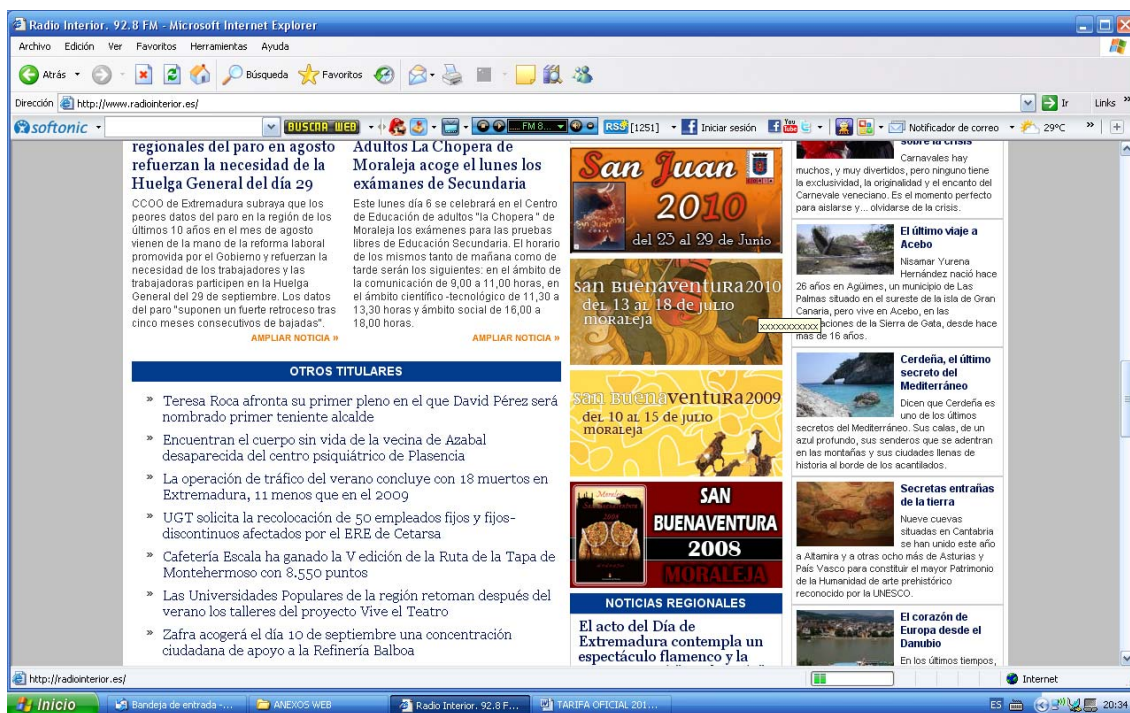 Radio Interior. 92.8 FM - Microsoft Internet Explorer
Archivo Edición Ver Favoritos Herramientas Ayuda
Atrás Búsqueda Favoritos
Dirección http://www.radiointerior.es/ Ir Links »
softonic BUSCAR WEB FM 8... RSS [1251] Iniciar sesión You Notificador de correo 29ºC »
regionales del paro en agosto
refuerzan la necesidad de la
Huelga General del día 29
CCOO de Extremadura subraya que los
peores datos del paro en la región de los
últimos 10 años en el mes de agosto
vienen de la mano de la reforma laboral
promovida por el Gobierno y refuerzan la
necesidad de los trabajadores y las
trabajadoras participen en la Huelga
General del 29 de septiembre. Los datos
del paro "suponen un fuerte retroceso tras
cinco meses consecutivos de bajadas".
AMPLIAR NOTICIA »
Adultos La Chopera de
Moraleja acoge el lunes los
exámanes de Secundaria
Este lunes día 6 se celebrará en el Centro
de Educación de adultos "la Chopera " de
Moraleja los exámenes para las pruebas
libres de Educación Secundaria. El horario
de los mismos tanto de mañana como de
tarde serán los siguientes: en el ámbito de
la comunicación de 9,00 a 11,00 horas, en
el ámbito científico -tecnológico de 11,30 a
13,30 horas y ámbito social de 16,00 a
18,00 horas.
AMPLIAR NOTICIA »
OTROS TITULARES
» Teresa Roca afronta su primer pleno en el que David Pérez será
nombrado primer teniente alcalde
» Encuentran el cuerpo sin vida de la vecina de Azabal
desaparecida del centro psiquiátrico de Plasencia
» La operación de tráfico del verano concluye con 18 muertos en
Extremadura, 11 menos que en el 2009
» UGT solicita la recolocación de 50 empleados fijos y fijos-
discontinuos afectados por el ERE de Cetarsa
» Cafetería Escala ha ganado la V edición de la Ruta de la Tapa de
Montehermoso con 8.550 puntos
» Las Universidades Populares de la región retoman después del
verano los talleres del proyecto Vive el Teatro
» Zafra acogerá el día 10 de septiembre una concentración
ciudadana de apoyo a la Refinería Balboa
San Juan
2010
del 23 al 29 de Junio
san Buenaventura2010
del 13 al 18 de julio
moraleja
xxxxxxxxxxx
san Buenaventura2009
del 10 al 15 de julio
moraleja
SAN
BUENAVENTURA
2008
MORALEJA
NOTICIAS REGIONALES
El acto del Día de
Extremadura contempla un
espectáculo flamenco y la
sobre la crisis
Carnavales hay
muchos, y muy divertidos, pero ninguno tiene
la exclusividad, la originalidad y el encanto del
Carnevale veneciano. Es el momento perfecto
para aislarse y... olvidarse de la crisis.
El último viaje a
Acebo
Nisamar Yurena
Hernández nació hace
26 años en Agüimes, un municipio de Las
Palmas situado en el sureste de la isla de Gran
Canaria, pero vive en Acebo, en las
aciones de la Sierra de Gata, desde hace
más de 16 años.
Cerdeña, el último
secreto del
Mediterráneo
Dicen que Cerdeña es
uno de los últimos
secretos del Mediterráneo. Sus calas, de un
azul profundo, sus senderos que se adentran
en las montañas y sus ciudades llenas de
historia al borde de los acantilados.
Secretas entrañas
de la tierra
Nueve cuevas
situadas en Cantabria
se han unido este año
a Altamira y a otras ocho más de Asturias y
País Vasco para constituir el mayor Patrimonio
de la Humanidad de arte prehistórico
reconocido por la UNESCO.
El corazón de
Europa desde el
Danubio
En los últimos tiempos,
http://radiointerior.es/ Internet
Inicio Bandeja de entrada -... ANEXOS WEB Radio Interior. 92.8 F... TARIFA OFICIAL 201... ES 20:34